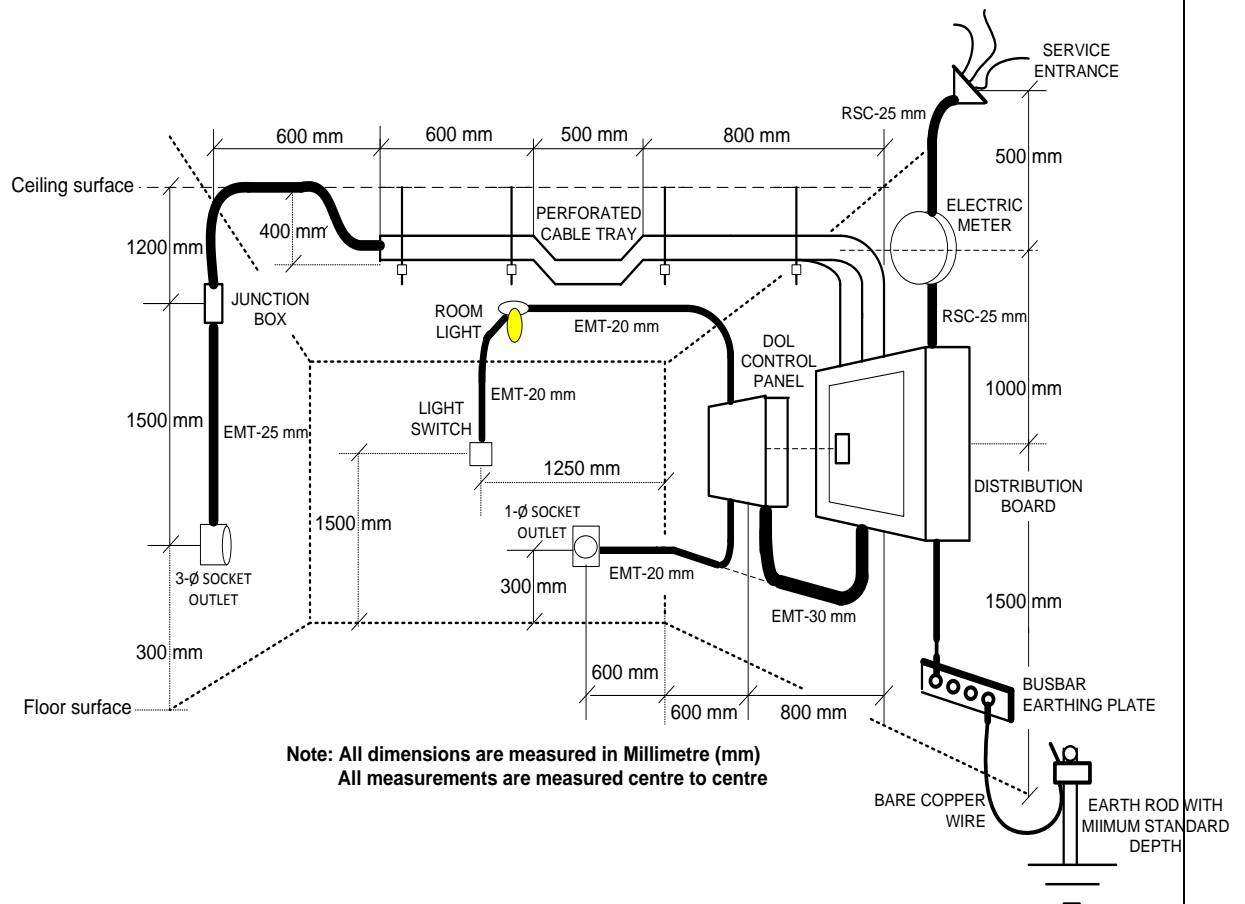 SERVICE
ENTRANCE
RSC-25 mm
600 mm
600 mm
500 mm
800 mm
500 mm
Ceiling surface
ELECTRIC
METER
PERFORATED
CABLE TRAY
400 mm
1200 mm
JUNCTION
BOX
ROOM
LIGHT
EMT-20 mm
RSC-25 mm
DOL
CONTROL
PANEL
EMT-20 mm
1000 mm
LIGHT
SWITCH
1500 mm
EMT-25 mm
1250 mm
DISTRIBUTION
BOARD
1-Ø SOCKET
OUTLET
1500 mm
3-Ø SOCKET
OUTLET
300 mm
EMT-20 mm
EMT-30 mm
1500 mm
300 mm
600 mm
Floor surface
600 mm
800 mm
BUSBAR
EARTHING PLATE
Note: All dimensions are measured in Millimetre (mm)
All measurements are measured centre to centre
BARE COPPER
WIRE
EARTH ROD WITH
MIIMUM STANDARD
DEPTH